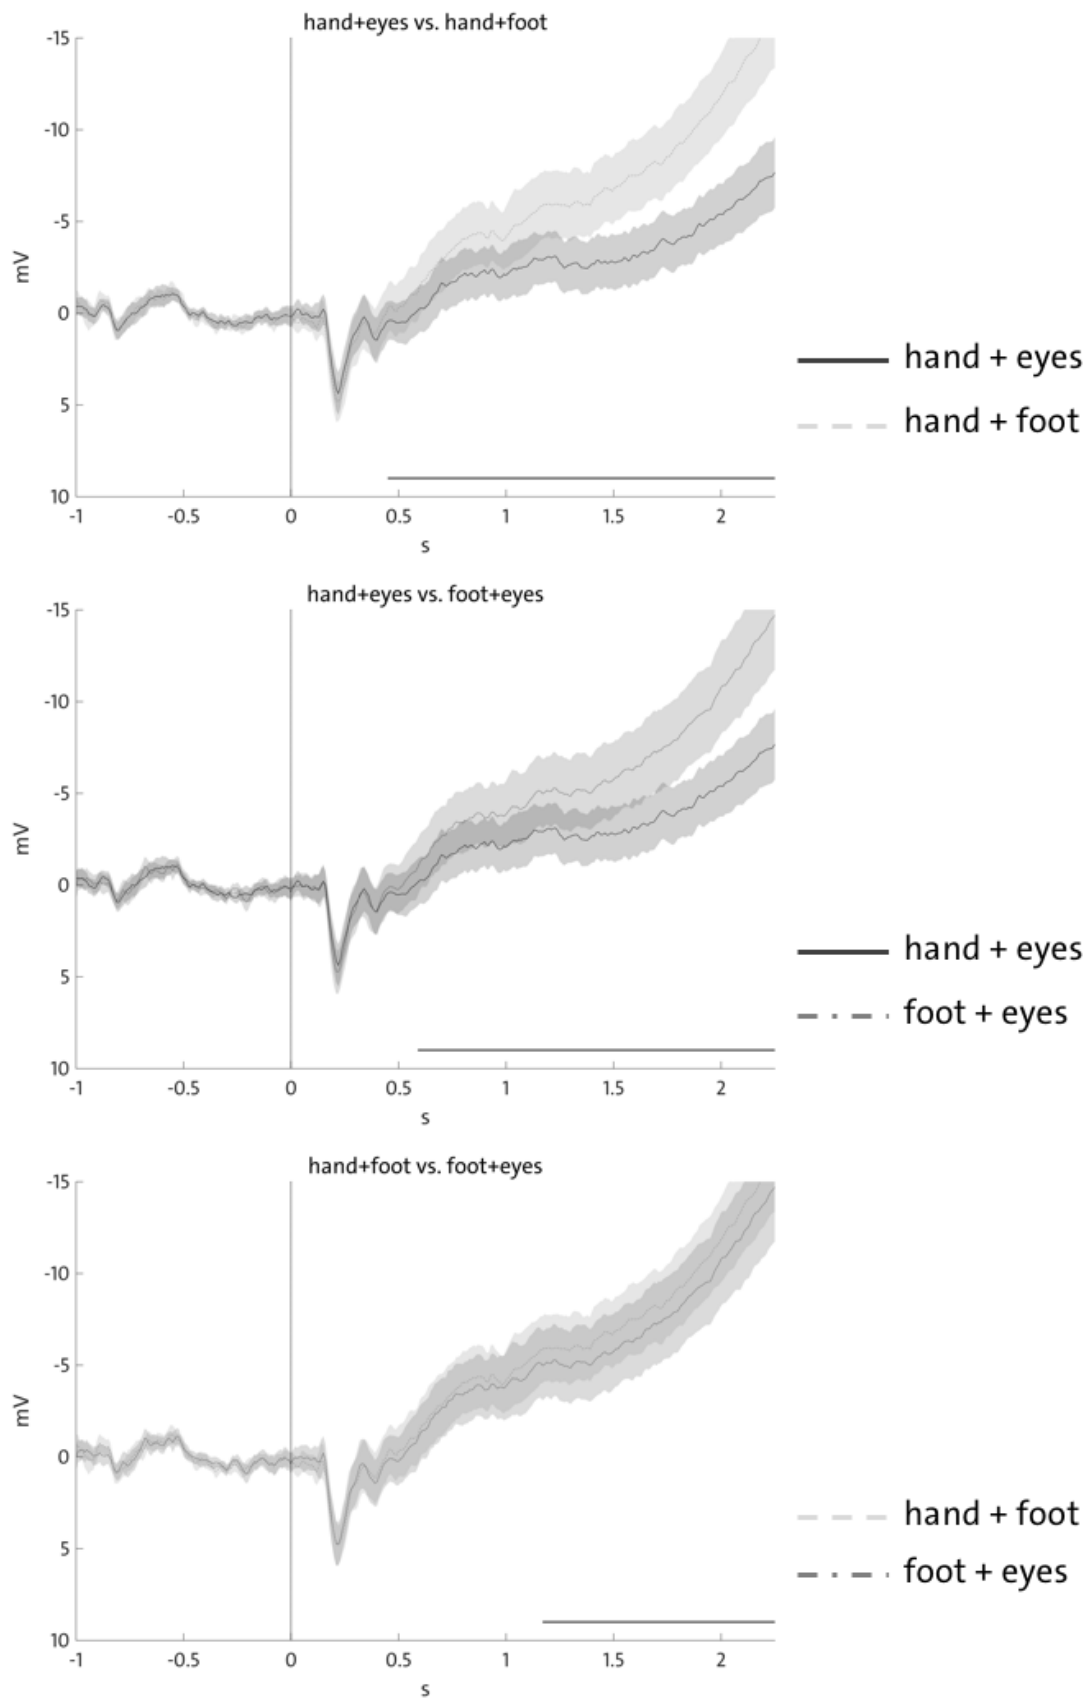 hand+eyes vs. hand+foot
-15
-10
-5
mV
0
5
10
-1 -0.5 0 0.5 1 1.5 2
s
hand + eyes
hand + foot
hand+eyes vs. foot+eyes
-15
-10
-5
mV
0
5
10
-1 -0.5 0 0.5 1 1.5 2
s
hand + eyes
foot + eyes
hand+foot vs. foot+eyes
-15
-10
-5
mV
0
5
10
-1 -0.5 0 0.5 1 1.5 2
s
hand + foot
foot + eyes